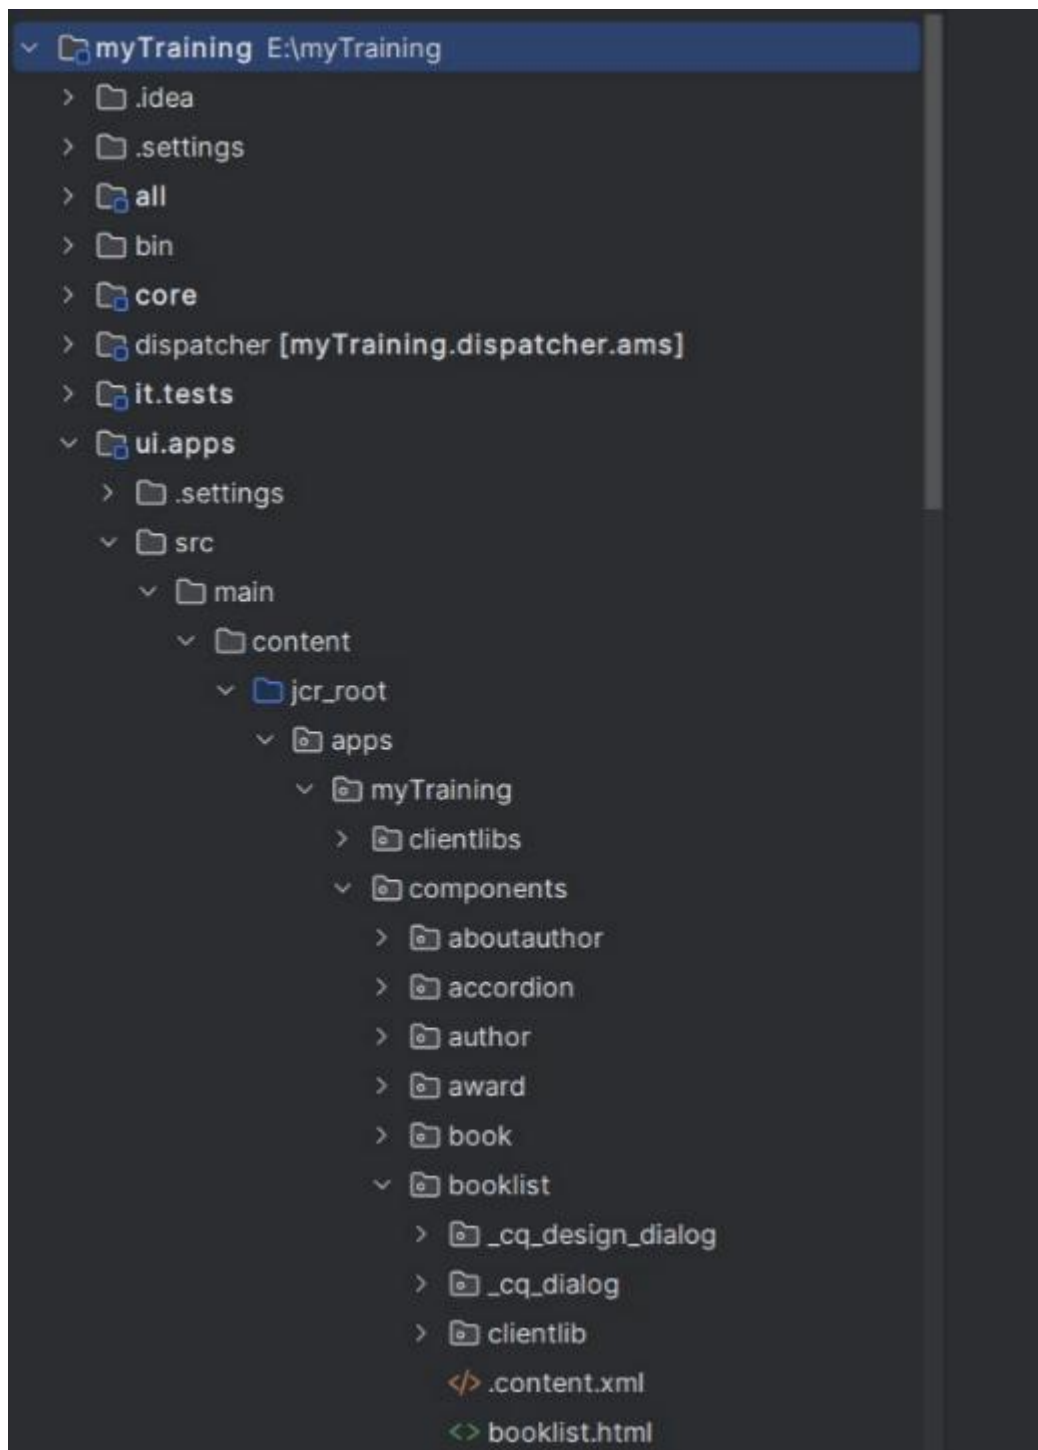 myTraining E:\myTraining
.idea
.settings
all
bin
core
dispatcher [myTraining.dispatcher.ams]
it.tests
ui.apps
.settings
src
main
content
jcr_root
apps
myTraining
clientlibs
components
aboutauthor
accordion
author
award
book
booklist
_cq_design_dialog
_cq_dialog
clientlib
.content.xml
booklist.html